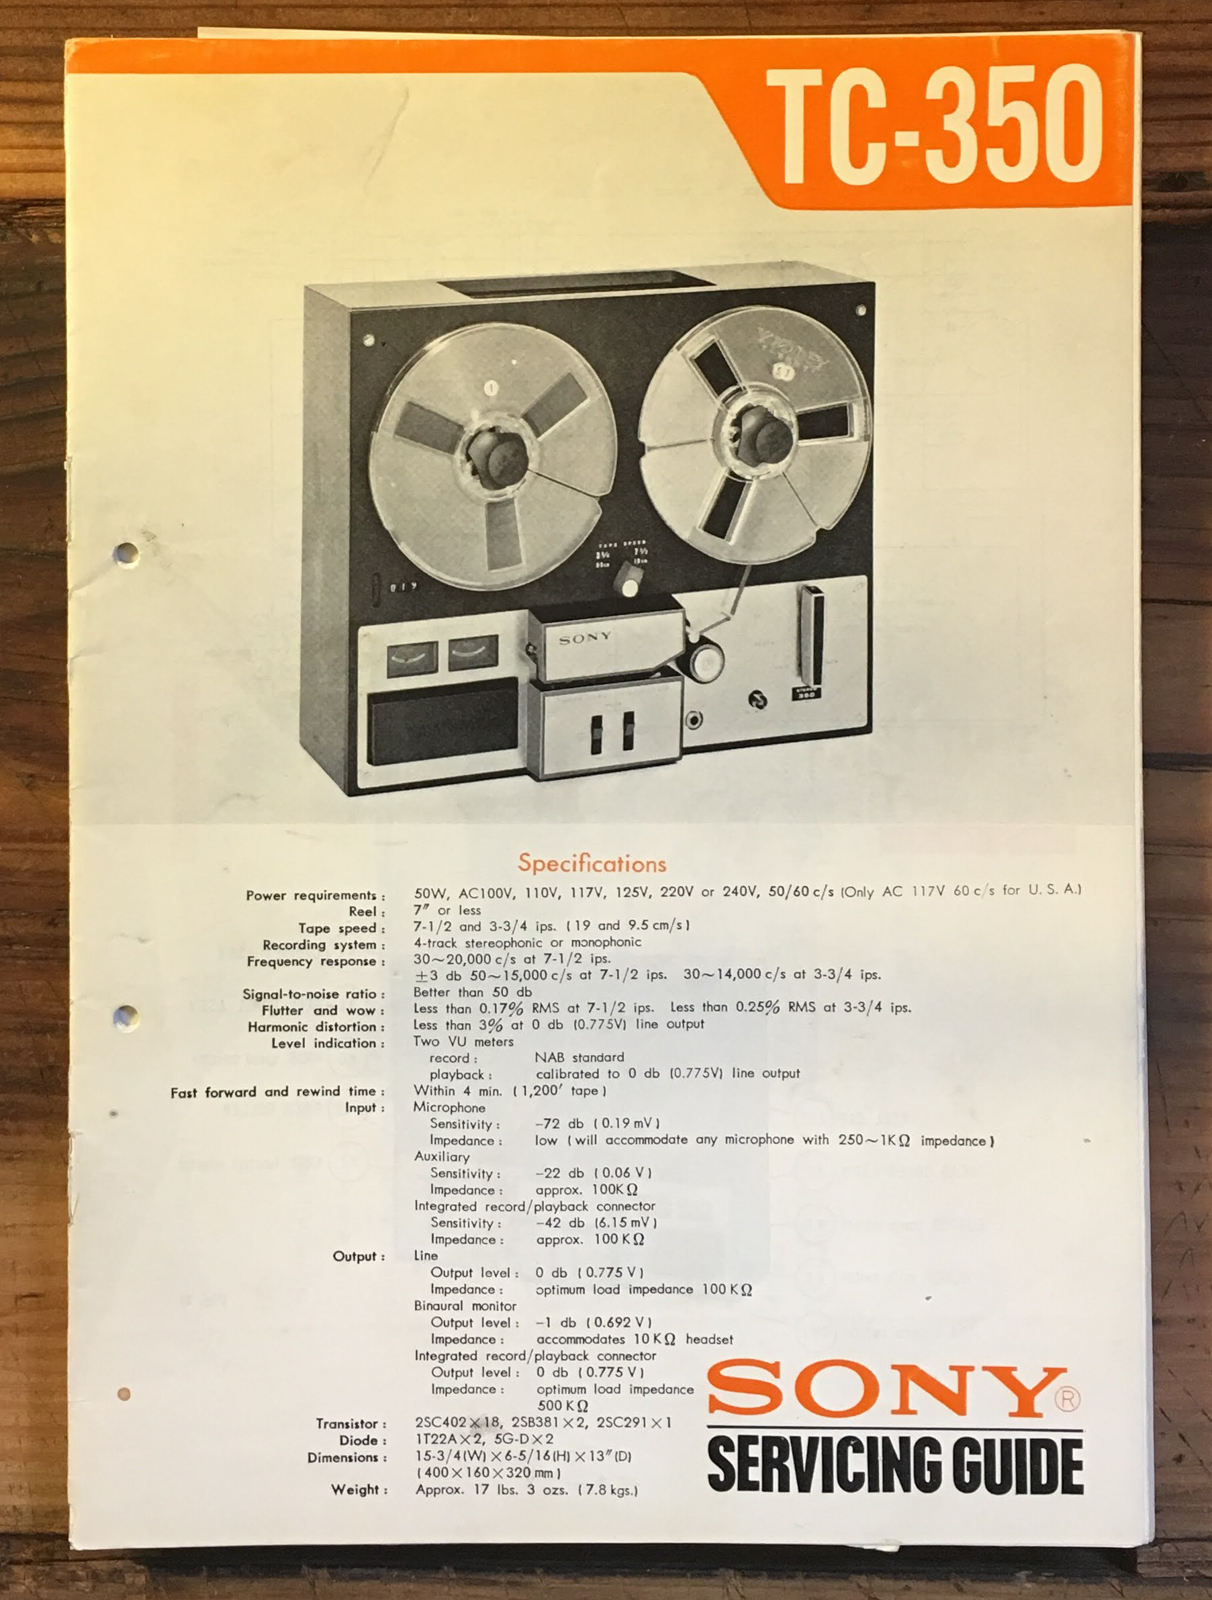 TC-350
TAPE SPEED
3¾ 7½
SONY
STEREO
350
Specifications
Power requirements : 50W, AC100V, 110V, 117V, 125V, 220V or 240V, 50/60 c/s (Only AC 117V 60 c/s for U. S. A.)
Reel : 7″ or less
Tape speed : 7-1/2 and 3-3/4 ips. (19 and 9.5 cm/s)
Recording system : 4-track stereophonic or monophonic
Frequency response : 30~20,000 c/s at 7-1/2 ips.
±3 db 50~15,000 c/s at 7-1/2 ips. 30~14,000 c/s at 3-3/4 ips.
Signal-to-noise ratio : Better than 50 db
Flutter and wow : Less than 0.17% RMS at 7-1/2 ips. Less than 0.25% RMS at 3-3/4 ips.
Harmonic distortion : Less than 3% at 0 db (0.775V) line output
Level indication : Two VU meters
record : NAB standard
playback : calibrated to 0 db (0.775V) line output
Fast forward and rewind time : Within 4 min. (1,200′ tape)
Input : Microphone
Sensitivity : −72 db (0.19 mV)
Impedance : low (will accommodate any microphone with 250~1KΩ impedance)
Auxiliary
Sensitivity : −22 db (0.06 V)
Impedance : approx. 100KΩ
Integrated record/playback connector
Sensitivity : −42 db (6.15 mV)
Impedance : approx. 100 KΩ
Output : Line
Output level : 0 db (0.775 V)
Impedance : optimum load impedance 100 KΩ
Binaural monitor
Output level : −1 db (0.692 V)
Impedance : accommodates 10 KΩ headset
Integrated record/playback connector
Output level : 0 db (0.775 V)
Impedance : optimum load impedance
500 KΩ
Transistor : 2SC402×18, 2SB381×2, 2SC291×1
Diode : 1T22A×2, 5G-D×2
Dimensions : 15-3/4(W)×6-5/16(H)×13″(D)
(400×160×320 mm)
Weight : Approx. 17 lbs. 3 ozs. (7.8 kgs.)
SONY®
SERVICING GUIDE